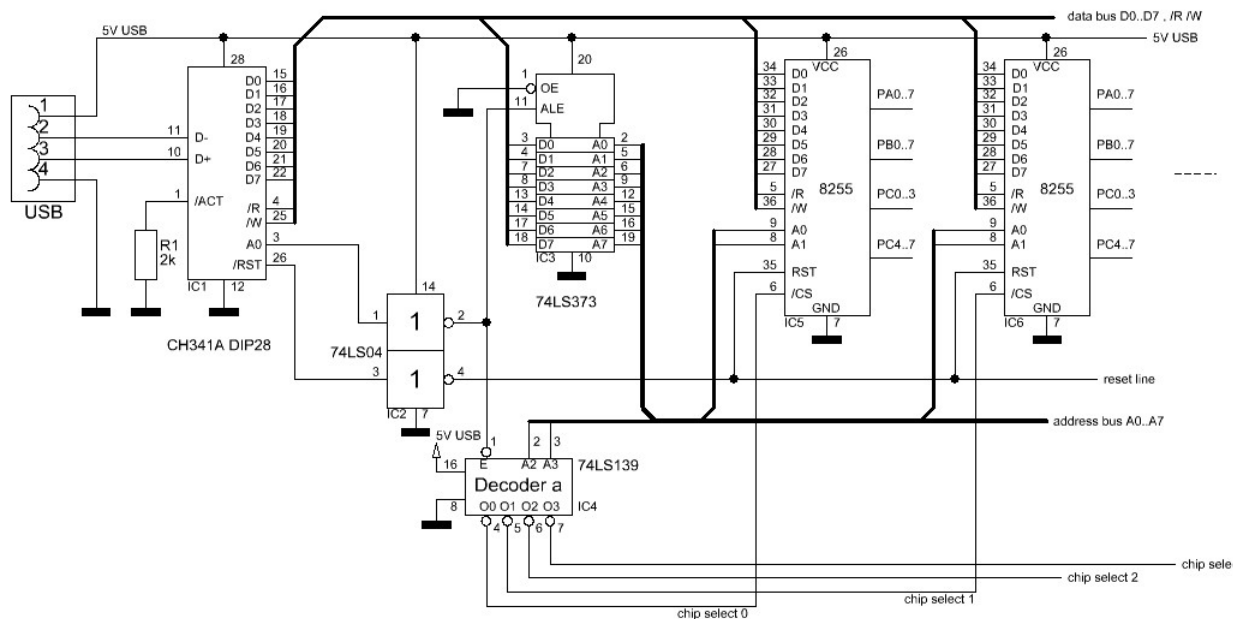 data bus D0..D7 , /R /W
5V USB
5V USB
1
2
3
4
USB
28
D-
D+
/ACT
11
10
1
R1
2k
D0 15
D1 16
D2 17
D3 18
D4 19
D5 20
D6 21
D7 22
/R 4
/W 25
A0 3
/RST 26
IC1
12
CH341A DIP28
20
1 OE
11 ALE
3 D0 A0 2
4 D1 A1 5
7 D2 A2 6
8 D3 A3 9
13 D4 A4 12
14 D5 A5 15
17 D6 A6 16
18 D7 A7 19
IC3
10
74LS373
14
1 1 2
74LS04
3 1 4
IC2
7
26
VCC
34 D0
33 D1
32 D2
31 D3
30 D4
29 D5
28 D6
27 D7
5 /R
36 /W
9 A0
8 A1
35 RST
6 /CS
8255
PA0..7
PB0..7
PC0..3
PC4..7
GND
IC5
7
26
VCC
34 D0
33 D1
32 D2
31 D3
30 D4
29 D5
28 D6
27 D7
5 /R
36 /W
9 A0
8 A1
35 RST
6 /CS
8255
PA0..7
PB0..7
PC0..3
PC4..7
GND
IC6
7
reset line
address bus A0..A7
5V USB
16
8
1
2
3
74LS139
E A2 A3
Decoder a
IC4
O0 O1 O2 O3
4
5
6
7
chip sele
chip select 2
chip select 1
chip select 0